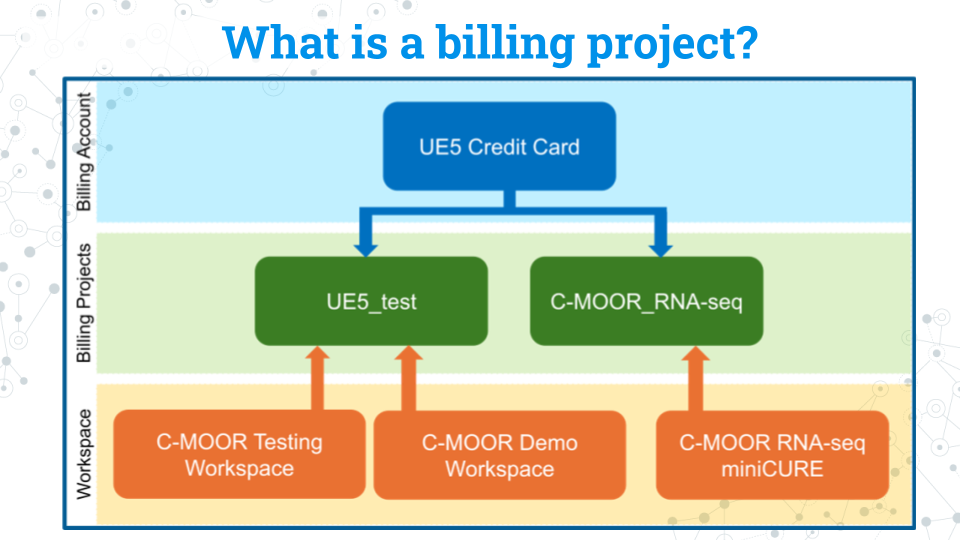 What is a billing project?
Billing Account
UE5 Credit Card
Billing Projects
UE5_test
C-MOOR_RNA-seq
Workspace
C-MOOR Testing
Workspace
C-MOOR Demo
Workspace
C-MOOR RNA-seq
miniCURE